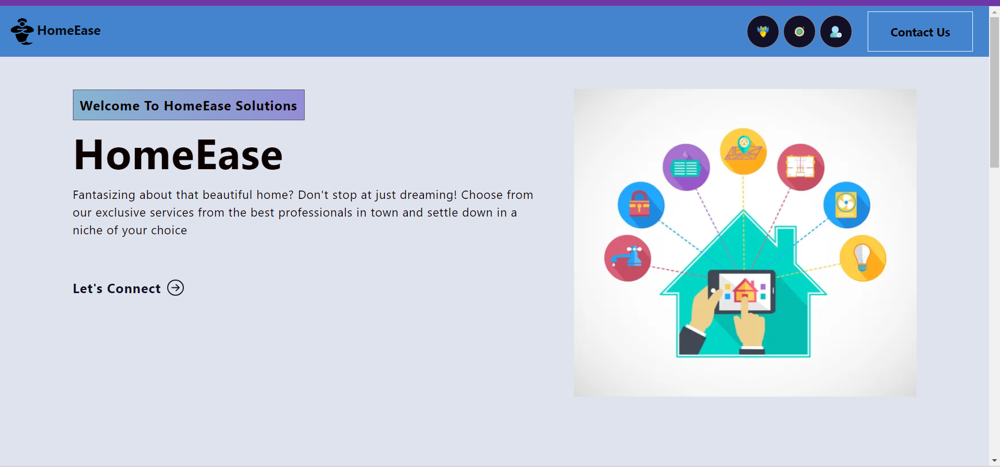 HomeEase
Contact Us
Welcome To HomeEase Solutions
HomeEase
Fantasizing about that beautiful home? Don't stop at just dreaming! Choose from
our exclusive services from the best professionals in town and settle down in a
niche of your choice
Let's Connect